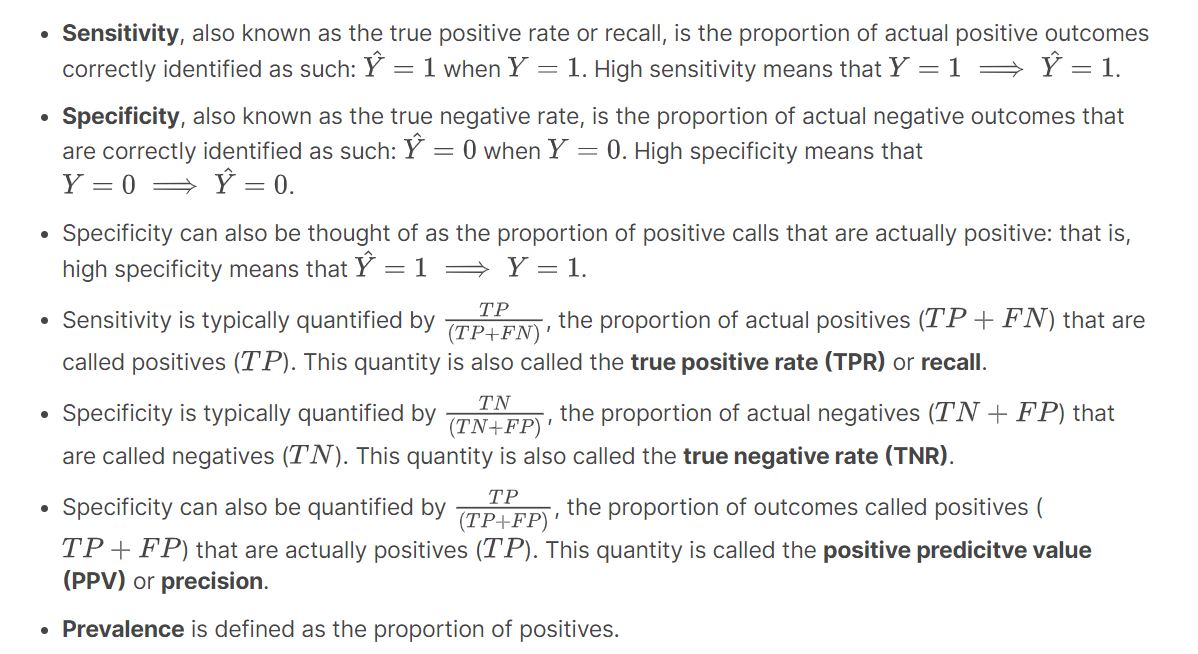 • Sensitivity, also known as the true positive rate or recall, is the proportion of actual positive outcomes
correctly identified as such: Ŷ = 1 when Y = 1. High sensitivity means that Y = 1 ⟹ Ŷ = 1.
• Specificity, also known as the true negative rate, is the proportion of actual negative outcomes that
are correctly identified as such: Ŷ = 0 when Y = 0. High specificity means that
Y = 0 ⟹ Ŷ = 0.
• Specificity can also be thought of as the proportion of positive calls that are actually positive: that is,
high specificity means that Ŷ = 1 ⟹ Y = 1.
• Sensitivity is typically quantified by TP/(TP+FN), the proportion of actual positives (TP + FN) that are
called positives (TP). This quantity is also called the true positive rate (TPR) or recall.
• Specificity is typically quantified by TN/(TN+FP), the proportion of actual negatives (TN + FP) that
are called negatives (TN). This quantity is also called the true negative rate (TNR).
• Specificity can also be quantified by TP/(TP+FP), the proportion of outcomes called positives (
TP + FP) that are actually positives (TP). This quantity is called the positive predicitve value
(PPV) or precision.
• Prevalence is defined as the proportion of positives.